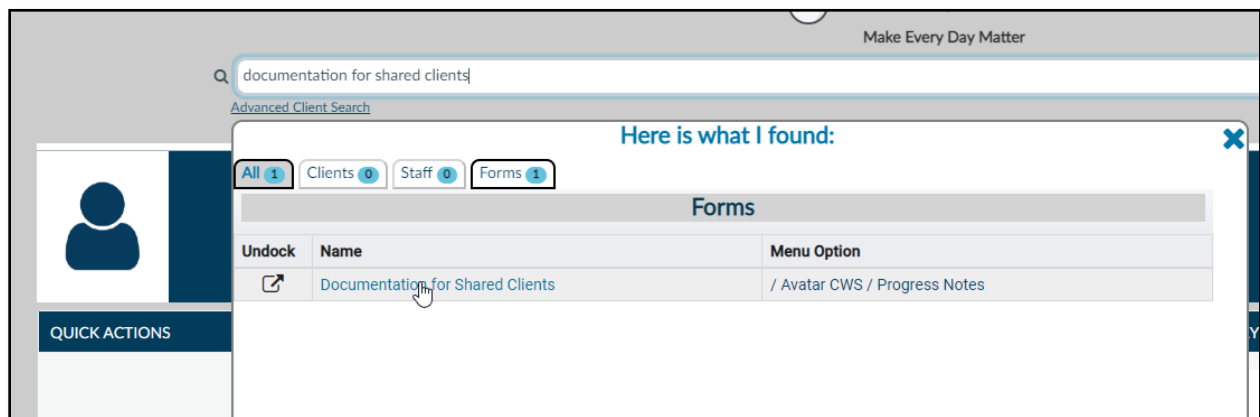 Make Every Day Matter
documentation for shared clients
Advanced Client Search
Here is what I found:
All 1 Clients 0 Staff 0 Forms 1
Forms
Undock Name Menu Option
Documentation for Shared Clients / Avatar CWS / Progress Notes
QUICK ACTIONS